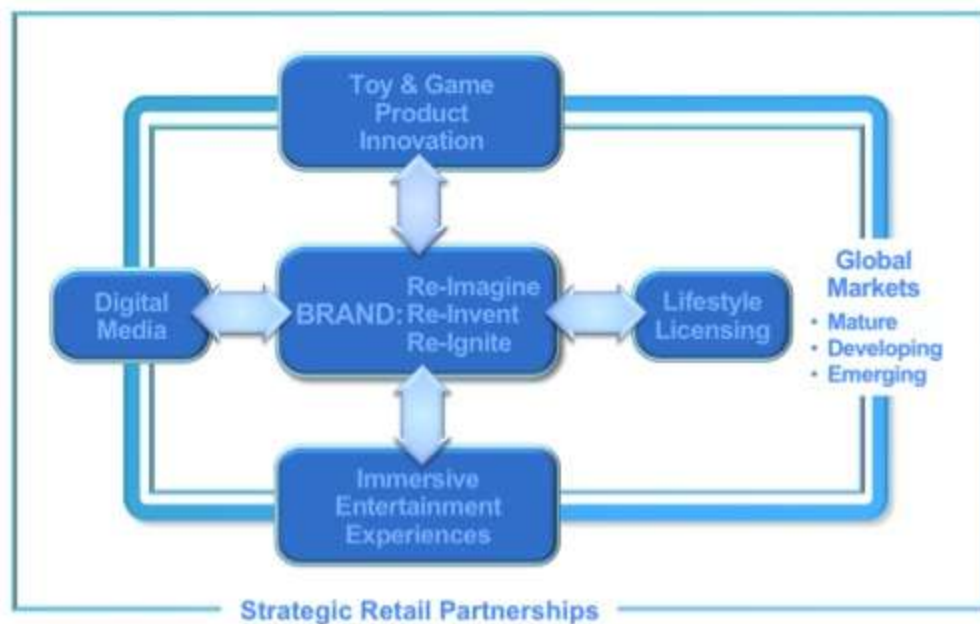 Toy & Game
Product
Innovation
Digital
Media
BRAND:
Re-Imagine
Re-Invent
Re-Ignite
Lifestyle
Licensing
Global
Markets
• Mature
• Developing
• Emerging
Immersive
Entertainment
Experiences
Strategic Retail Partnerships